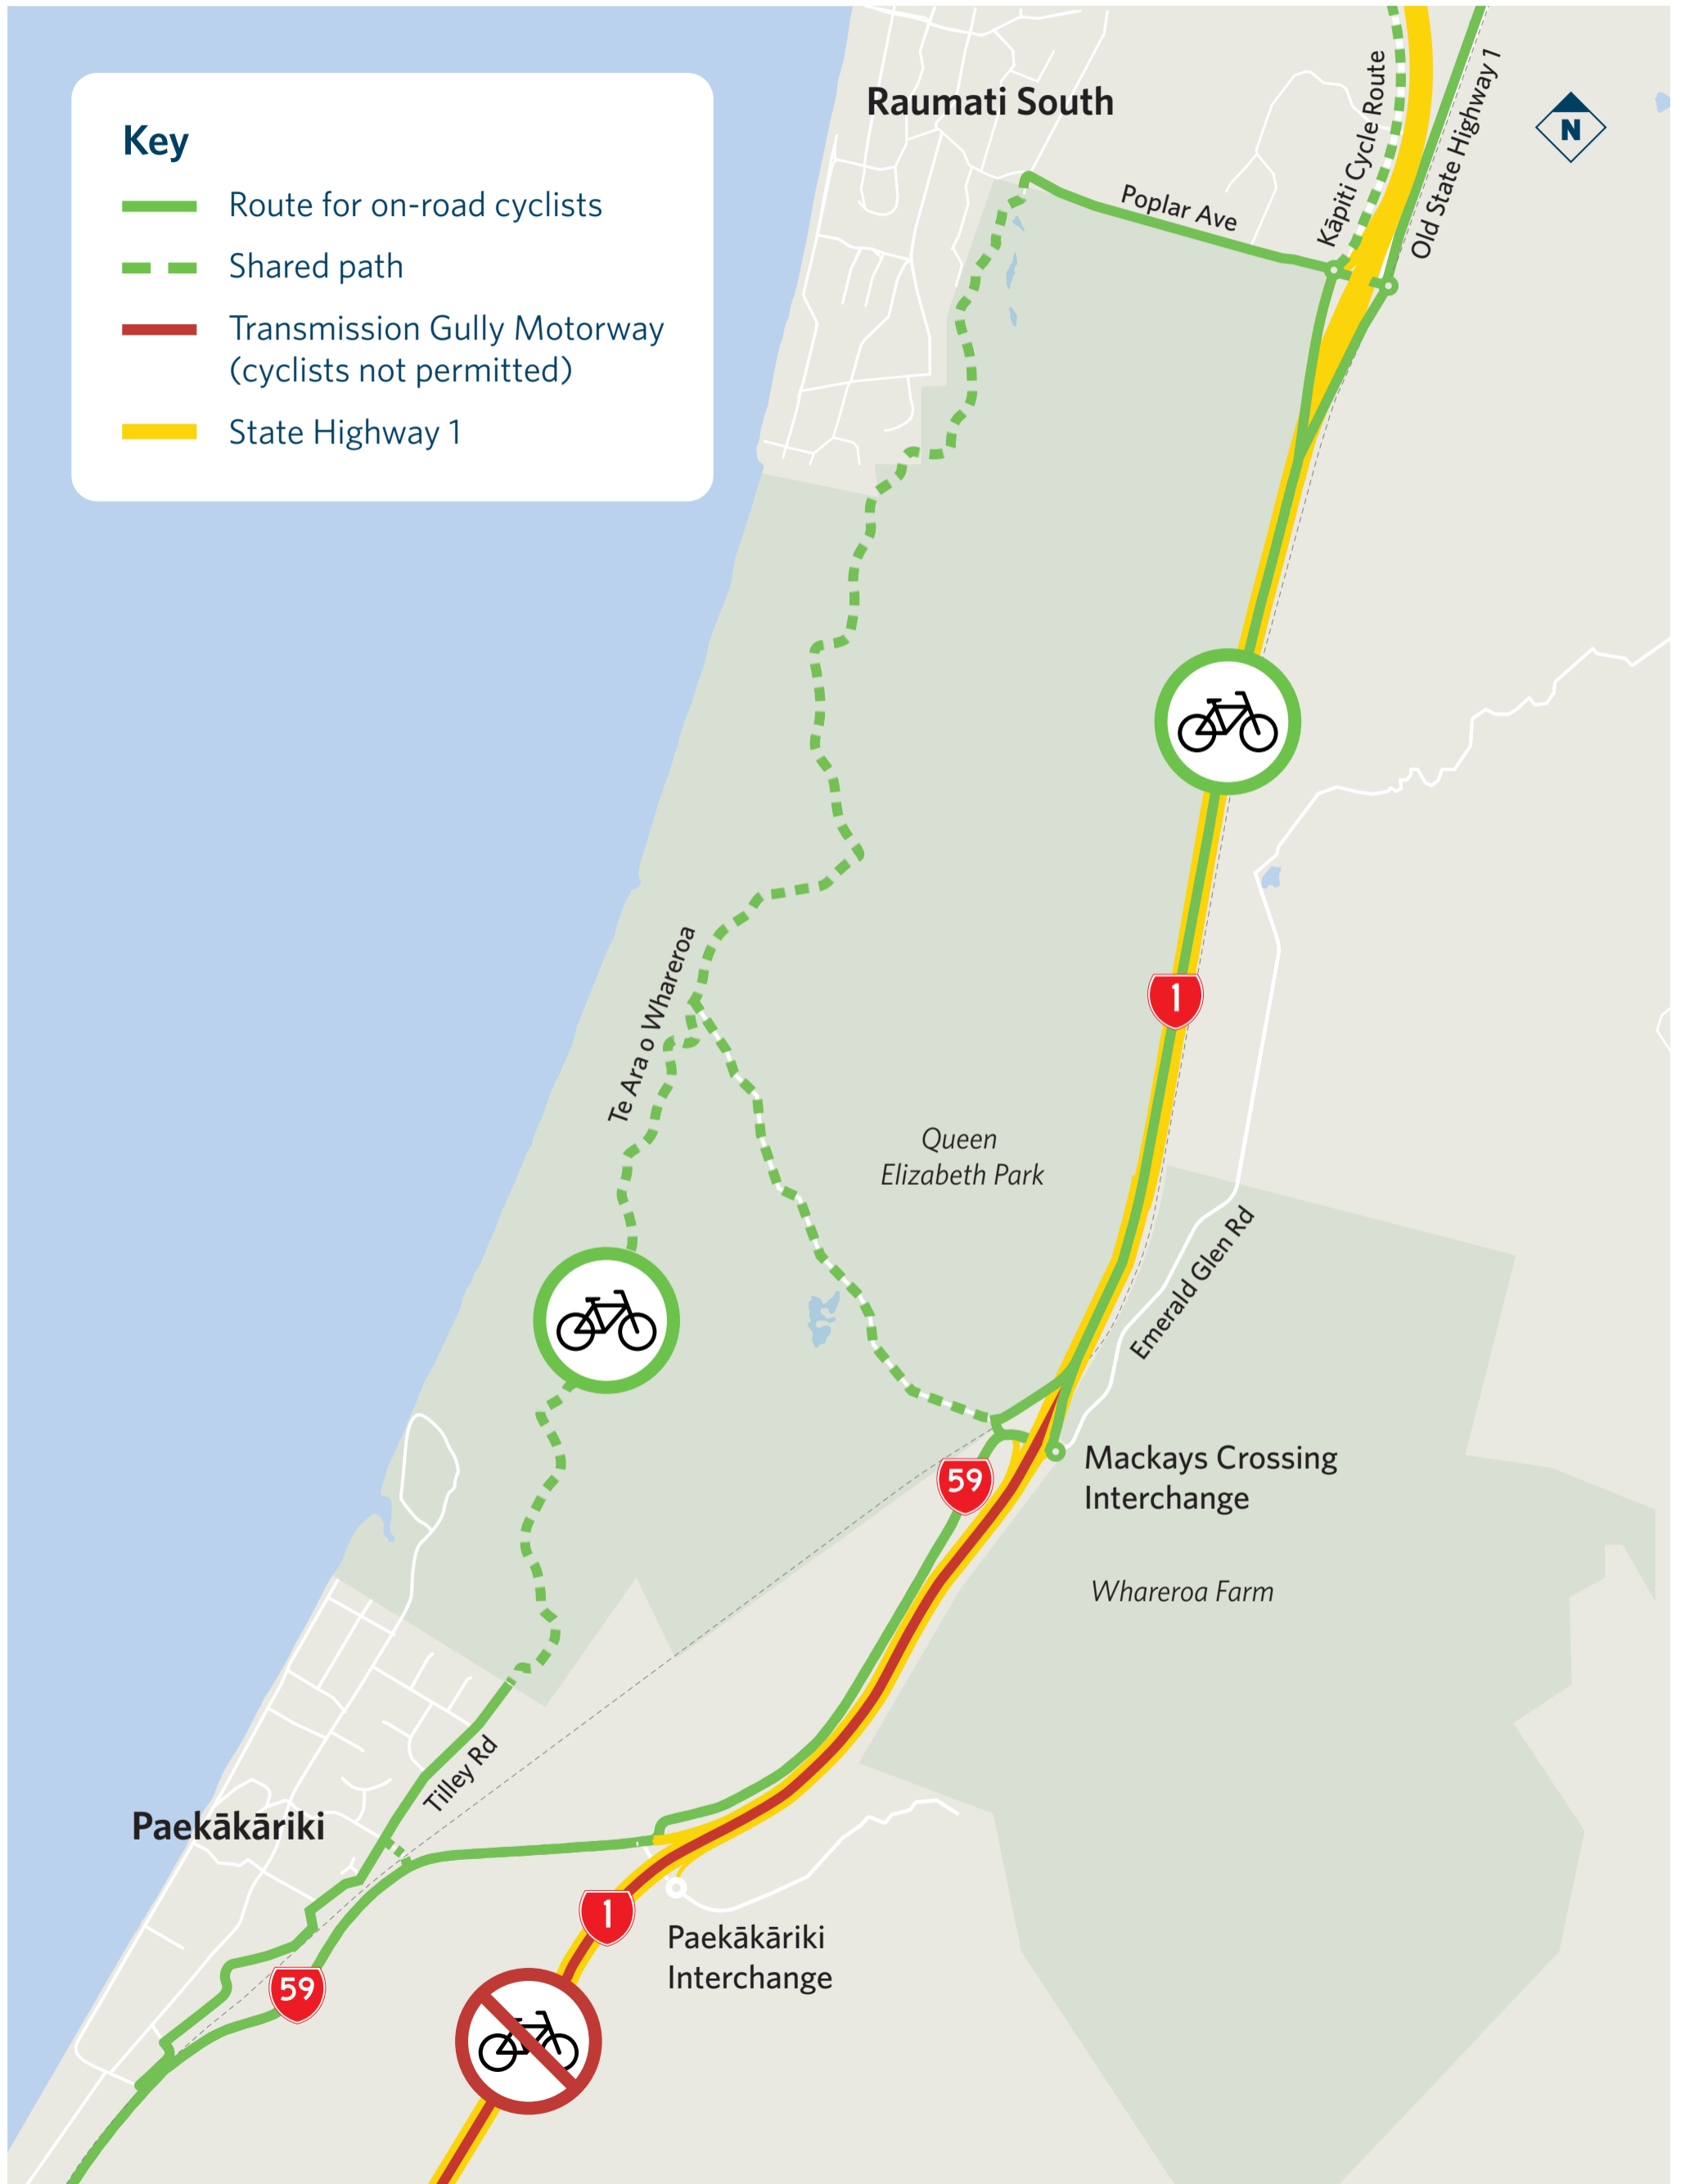 Key
Route for on-road cyclists
Shared path
Transmission Gully Motorway
(cyclists not permitted)
State Highway 1
Raumati South
Poplar Ave
Kāpiti Cycle Route
Old State Highway 1
N
1
Te Ara o Whareroa
Queen
Elizabeth Park
Emerald Glen Rd
Mackays Crossing
Interchange
59
Whareroa Farm
Tilley Rd
Paekākāriki
1
Paekākāriki
Interchange
59